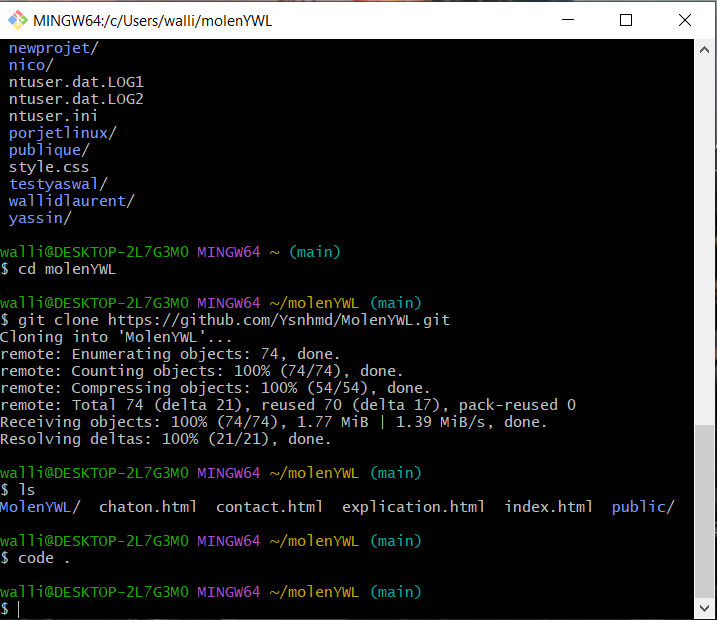 MINGW64:/c/Users/walli/molenYWL
newprojet/
nico/
ntuser.dat.LOG1
ntuser.dat.LOG2
ntuser.ini
porjetlinux/
publique/
style.css
testyaswal/
wallidlaurent/
yassin/
walli@DESKTOP-2L7G3M0 MINGW64 ~ (main)
$ cd molenYWL
walli@DESKTOP-2L7G3M0 MINGW64 ~/molenYWL (main)
$ git clone https://github.com/Ysnhmd/MolenYWL.git
Cloning into 'MolenYWL'...
remote: Enumerating objects: 74, done.
remote: Counting objects: 100% (74/74), done.
remote: Compressing objects: 100% (54/54), done.
remote: Total 74 (delta 21), reused 70 (delta 17), pack-reused 0
Receiving objects: 100% (74/74), 1.77 MiB | 1.39 MiB/s, done.
Resolving deltas: 100% (21/21), done.
walli@DESKTOP-2L7G3M0 MINGW64 ~/molenYWL (main)
$ ls
MolenYWL/ chaton.html contact.html explication.html index.html public/
walli@DESKTOP-2L7G3M0 MINGW64 ~/molenYWL (main)
$ code .
walli@DESKTOP-2L7G3M0 MINGW64 ~/molenYWL (main)
$